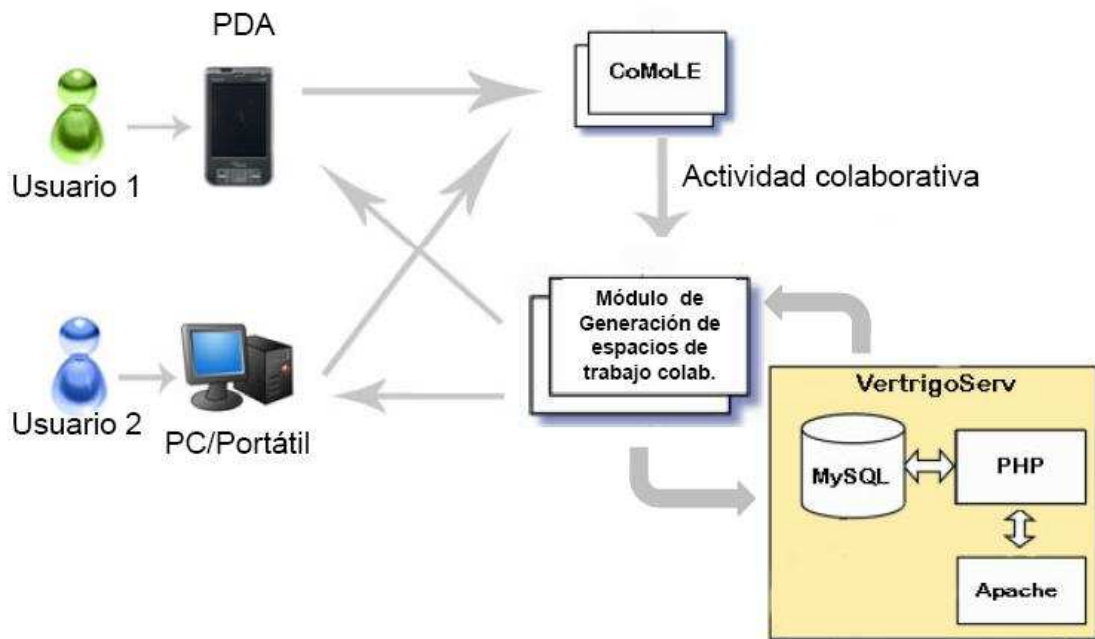 PDA
CoMoLE
Usuario 1
Actividad colaborativa
Módulo de
Generación de
espacios de
trabajo colab.
Usuario 2
PC/Portátil
VertrigoServ
MySQL
PHP
Apache